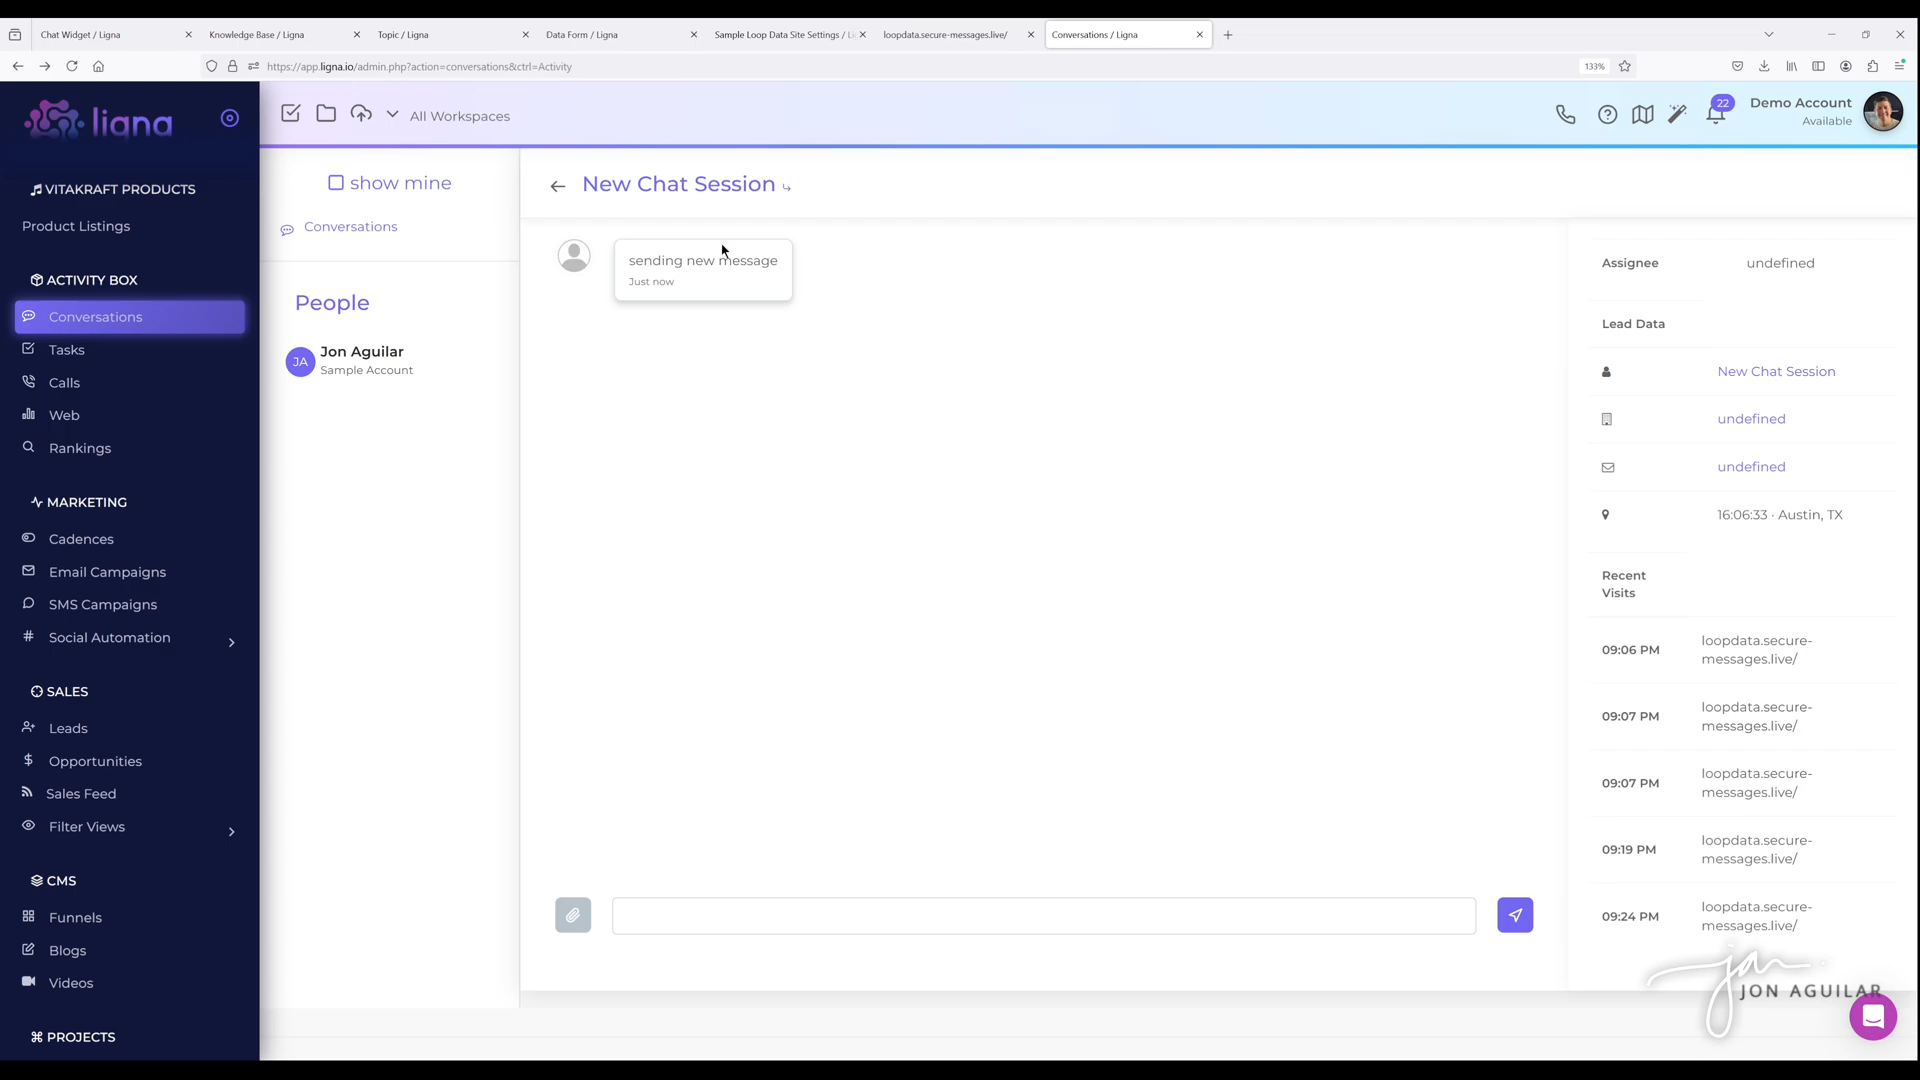 Chat Widget / Ligna
Knowledge Base / Ligna
Topic / Ligna
Data Form / Ligna
Sample Loop Data Site Settings / Li
loopdata.secure-messages.live/
Conversations / Ligna
https://app.ligna.io/admin.php?action=conversations&ctrl=Activity
133%
ligna
All Workspaces
22
Demo Account
Available
VITAKRAFT PRODUCTS
Product Listings
ACTIVITY BOX
Conversations
Tasks
Calls
Web
Rankings
MARKETING
Cadences
Email Campaigns
SMS Campaigns
Social Automation
SALES
Leads
Opportunities
Sales Feed
Filter Views
CMS
Funnels
Blogs
Videos
PROJECTS
show mine
Conversations
People
JA
Jon Aguilar
Sample Account
New Chat Session
sending new message
Just now
Assignee
undefined
Lead Data
New Chat Session
undefined
undefined
16:06:33 · Austin, TX
Recent
Visits
09:06 PM
loopdata.secure-
messages.live/
09:07 PM
loopdata.secure-
messages.live/
09:07 PM
loopdata.secure-
messages.live/
09:19 PM
loopdata.secure-
messages.live/
09:24 PM
loopdata.secure-
messages.live/
JON AGUILAR